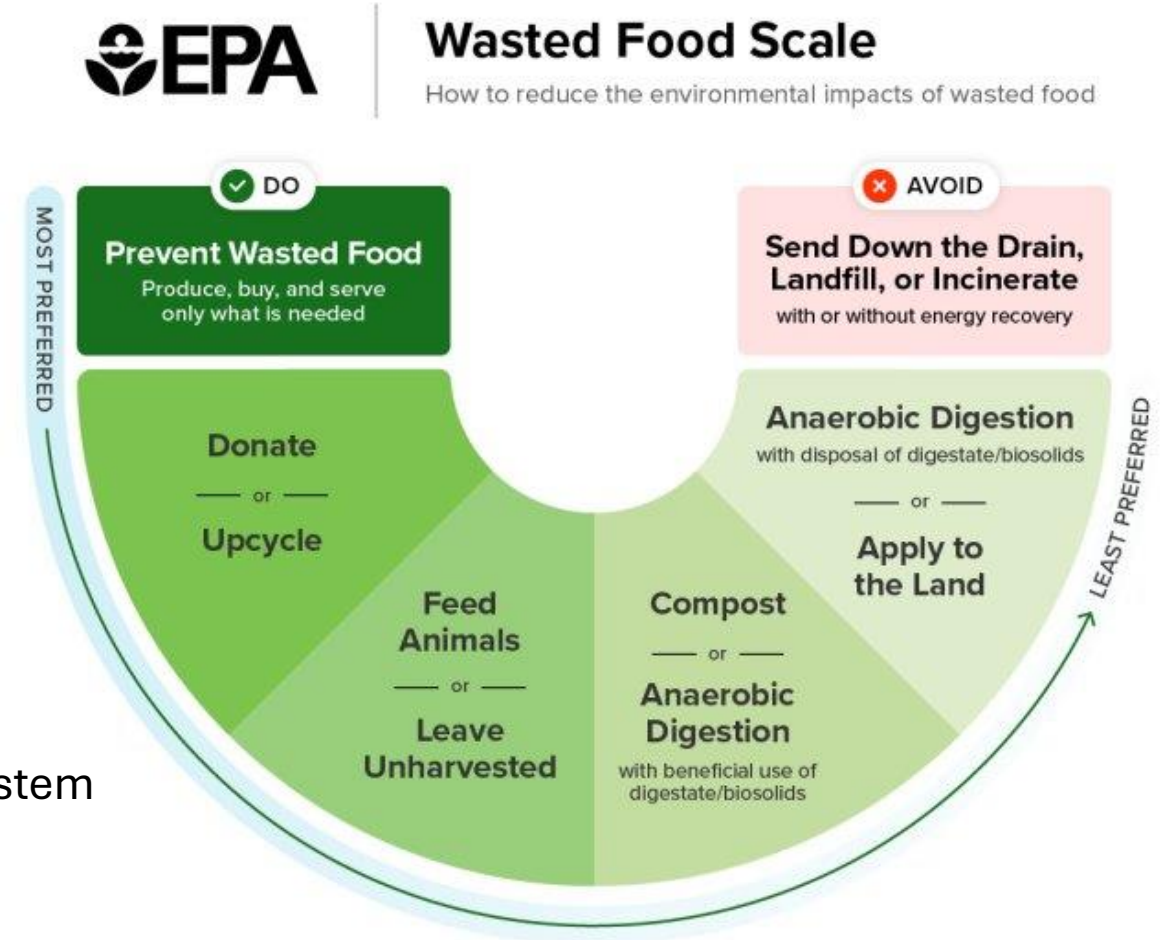 EPA
Wasted Food Scale
How to reduce the environmental impacts of wasted food
DO
MOST PREFERRED
Prevent Wasted Food
Produce, buy, and serve
only what is needed
Donate
or
Upcycle
Feed
Animals
or
Leave
Unharvested
Compost
or
Anaerobic
Digestion
with beneficial use of
digestate/biosolids
Anaerobic Digestion
with disposal of digestate/biosolids
or
Apply to
the Land
LEAST PREFERRED
AVOID
Send Down the Drain,
Landfill, or Incinerate
with or without energy recovery